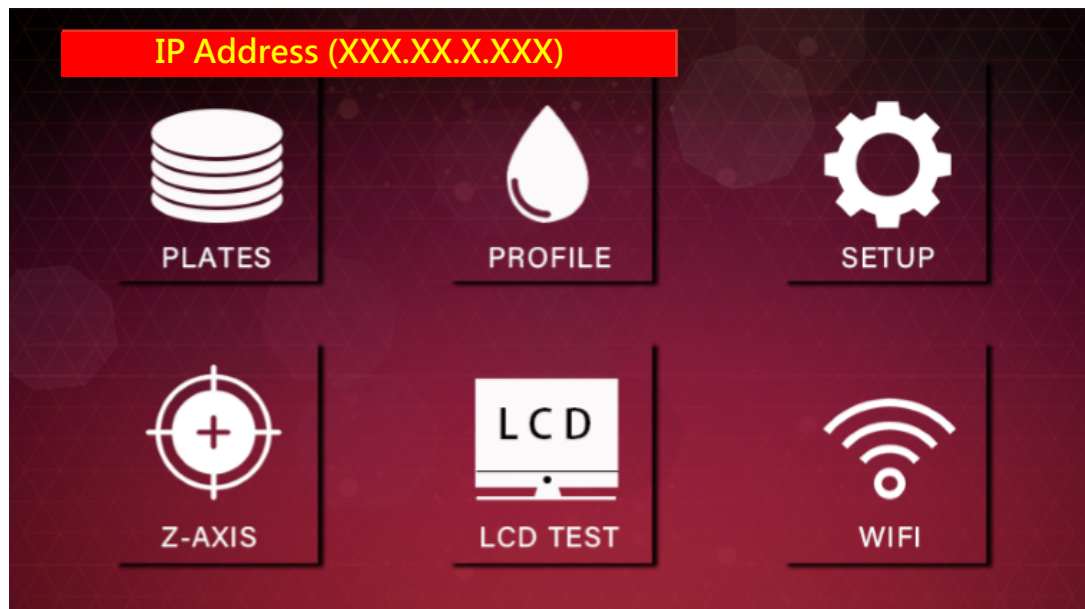 IP Address (XXX.XX.X.XXX)
PLATES
PROFILE
SETUP
LCD
Z-AXIS
LCD TEST
WIFI